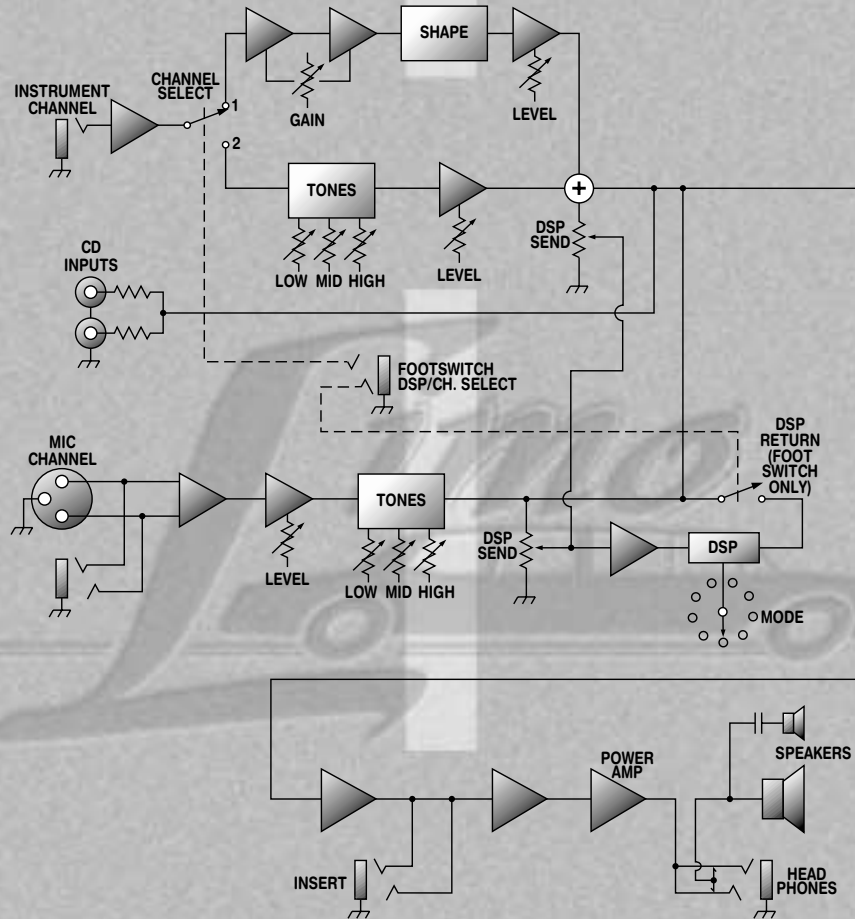 SHAPE
INSTRUMENT
CHANNEL
CHANNEL
SELECT
1
2
GAIN
LEVEL
TONES
LOW MID HIGH
LEVEL
+
DSP
SEND
CD
INPUTS
FOOTSWITCH
DSP/CH. SELECT
MIC
CHANNEL
LEVEL
TONES
LOW MID HIGH
DSP
SEND
DSP
RETURN
(FOOT
SWITCH
ONLY)
DSP
MODE
Limo
INSERT
POWER
AMP
SPEAKERS
HEAD
PHONES